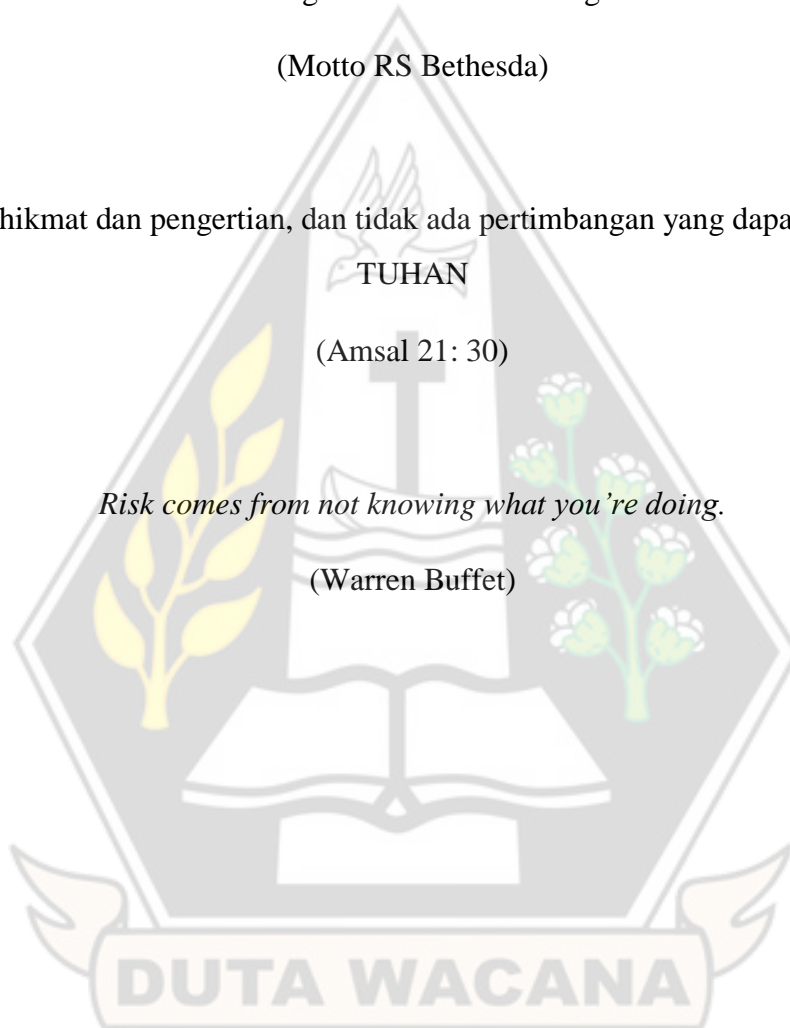 (Motto RS Bethesda)
hikmat dan pengertian, dan tidak ada pertimbangan yang
TUHAN
(Amsal 21: 30)
Risk comes from not knowing what you’re doing.
(Warren Buffet)
DUTA WACANA